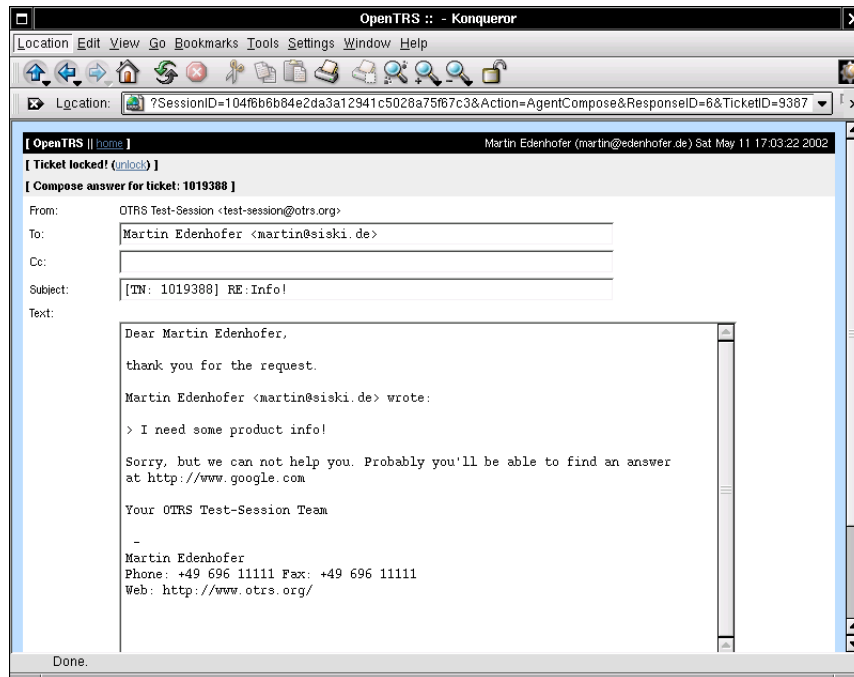 OpenTRS :: - Konqueror
Location Edit View Go Bookmarks Tools Settings Window Help
Location: ?SessionID=104f6b6b84e2da3a12941c5028a75f67c3&Action=AgentCompose&ResponseID=6&TicketID=9387
[ OpenTRS || home ] Martin Edenhofer (martin@edenhofer.de) Sat May 11 17:03:22 2002
[ Ticket locked! (unlock) ]
[ Compose answer for ticket: 1019388 ]
From: OTRS Test-Session <test-session@otrs.org>
To: Martin Edenhofer <martin@siski.de>
Cc:
Subject: [TN: 1019388] RE:Info!
Text:
Dear Martin Edenhofer,
thank you for the request.
Martin Edenhofer <martin@siski.de> wrote:
> I need some product info!
Sorry, but we can not help you. Probably you'll be able to find an answer
at http://www.google.com
Your OTRS Test-Session Team
-
Martin Edenhofer
Phone: +49 696 11111 Fax: +49 696 11111
Web: http://www.otrs.org/
Done.